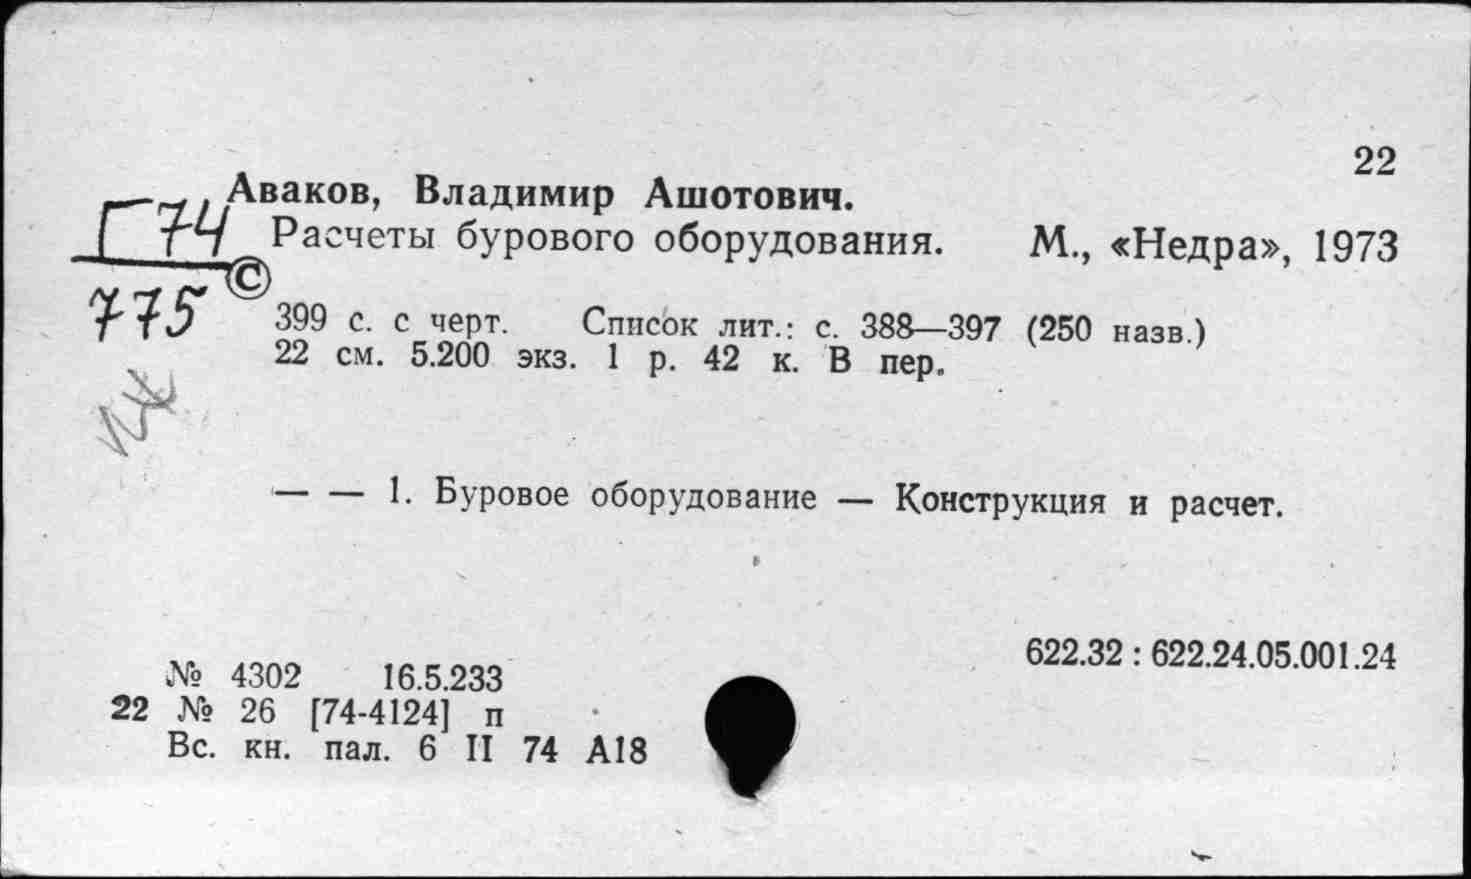 22
Аваков, Владимир Ашотович.
Г74 Расчеты бурового оборудования. М., «Недра», 1973
©
775
399 с. с черт. Список лит.: с. 388—397 (250 назв.)
22 см. 5.200 экз. 1 р. 42 к. В пер.
— — 1. Буровое оборудование — Конструкция и расчет.
622.32 : 622.24.05.001.24
№ 4302 16.5.233
22 № 26 [74-4124] п
Вс. кн. пал. 6 II 74 А18